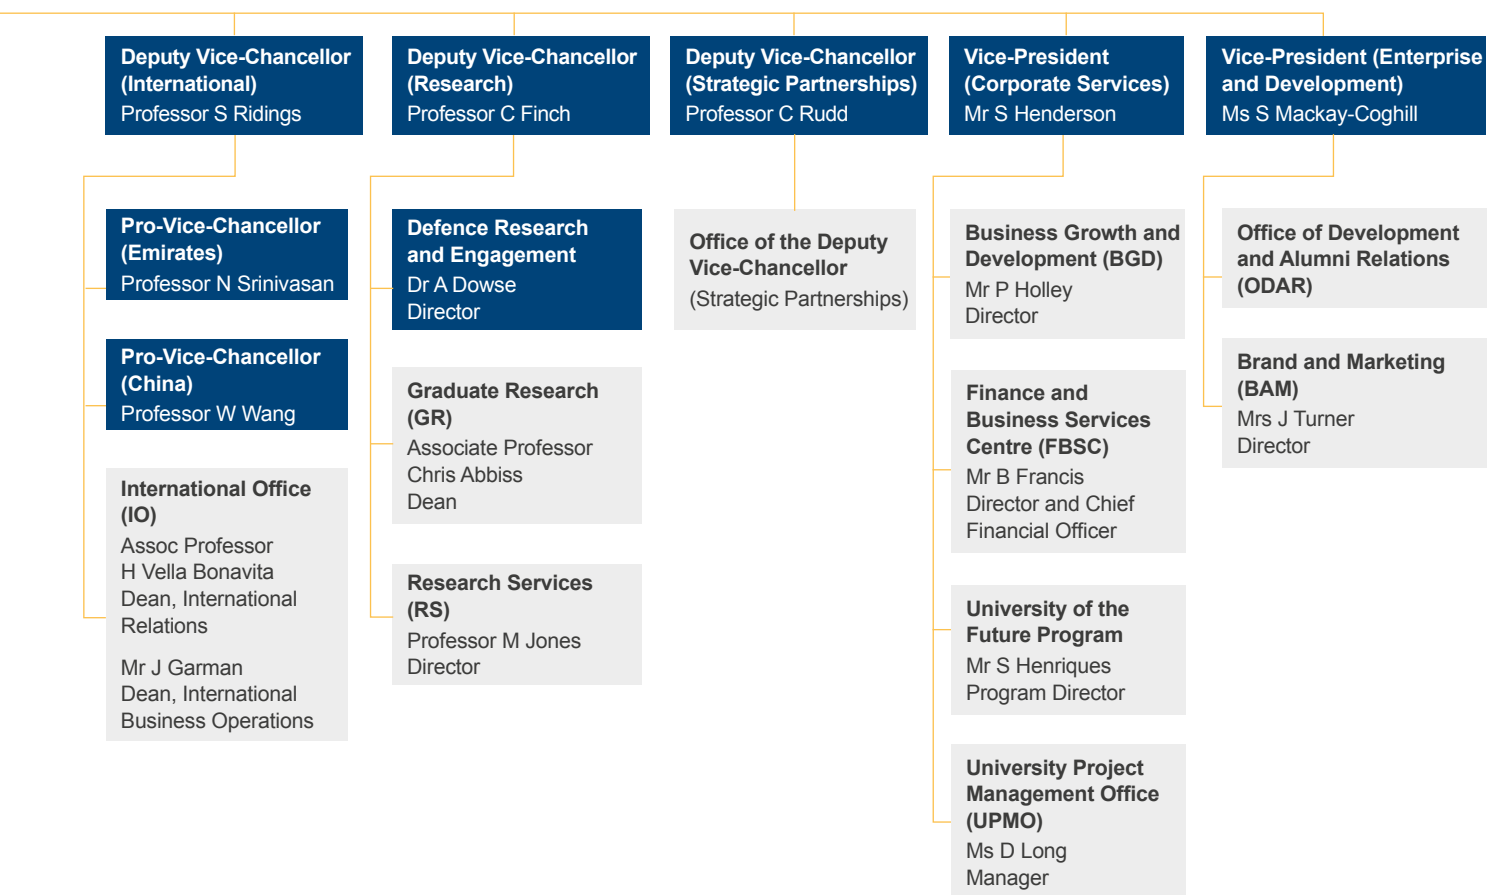 Deputy Vice-Chancellor
(International)
Professor S Ridings
Deputy Vice-Chancellor
(Research)
Professor C Finch
Deputy Vice-Chancellor
(Strategic Partnerships)
Professor C Rudd
Vice-President
(Corporate Services)
Mr S Henderson
Vice-President (Enterprise
and Development)
Ms S Mackay-Coghill
Pro-Vice-Chancellor
(Emirates)
Professor N Srinivasan
Pro-Vice-Chancellor
(China)
Professor W Wang
International Office
(IO)
Assoc Professor
H Vella Bonavita
Dean, International
Relations
Mr J Garman
Dean, International
Business Operations
Defence Research
and Engagement
Dr A Dowse
Director
Graduate Research
(GR)
Associate Professor
Chris Abbiss
Dean
Research Services
(RS)
Professor M Jones
Director
Office of the Deputy
Vice-Chancellor
(Strategic Partnerships)
Business Growth and
Development (BGD)
Mr P Holley
Director
Finance and
Business Services
Centre (FBSC)
Mr B Francis
Director and Chief
Financial Officer
University of the
Future Program
Mr S Henriques
Program Director
University Project
Management Office
(UPMO)
Ms D Long
Manager
Office of Development
and Alumni Relations
(ODAR)
Brand and Marketing
(BAM)
Mrs J Turner
Director